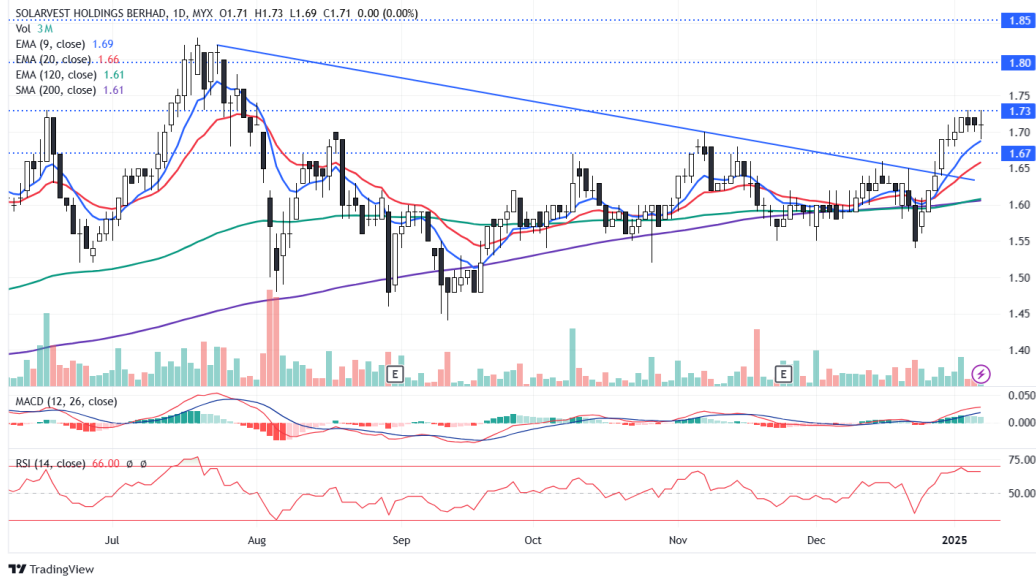 SOLARVEST HOLDINGS BERHAD, 1D, MYX O1.71 H1.73 L1.69 C1.71 0.00 (0.00%)
Vol 3M
EMA (9, close) 1.69
EMA (20, close) 1.66
EMA (120, close) 1.61
SMA (200, close) 1.61
1.85
1.80
1.75
1.73
1.70
1.67
1.65
1.60
1.55
1.50
1.45
1.40
E
E
MACD (12, 26, close)
0.050
0.000
RSI (14, close) 66.00 ø ø
75.00
50.00
Jul Aug Sep Oct Nov Dec 2025
TradingView